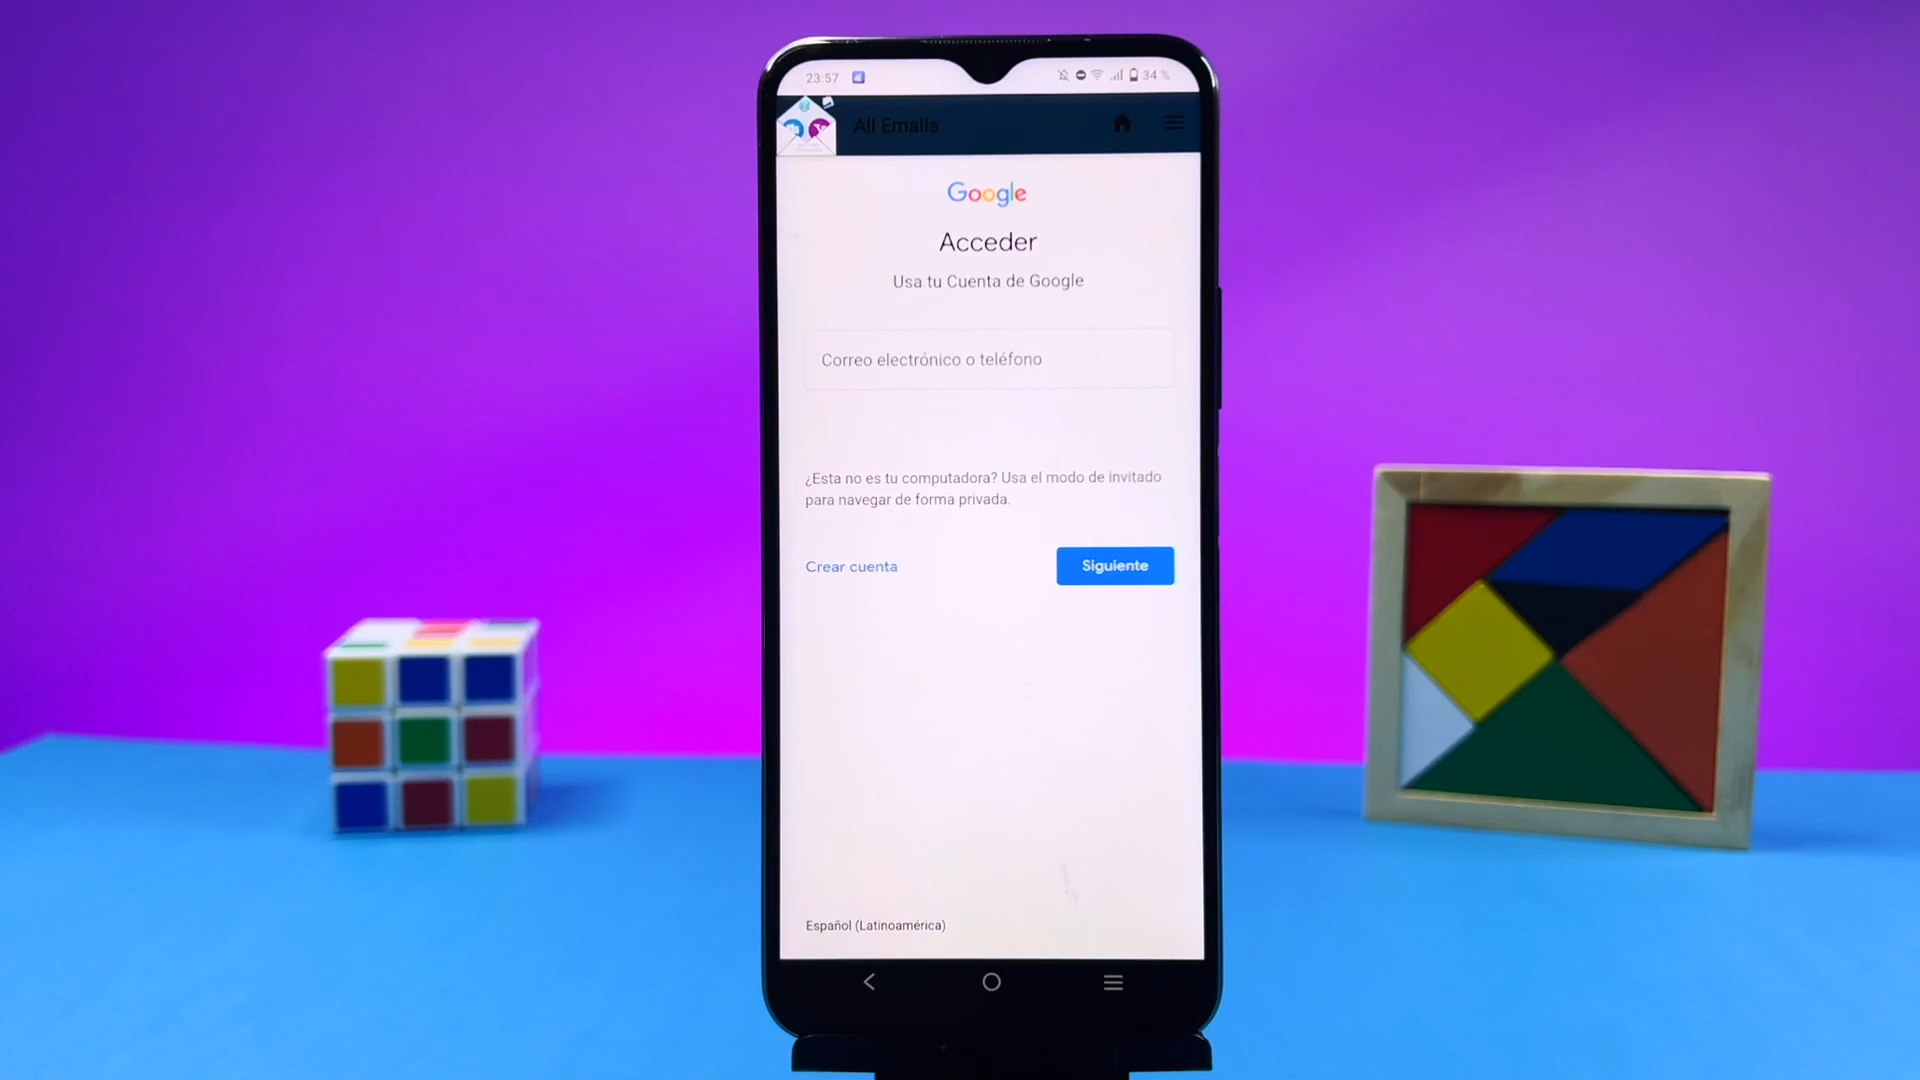 23:57
34 %
All Emails
Google
Acceder
Usa tu Cuenta de Google
Correo electrónico o teléfono
¿Esta no es tu computadora? Usa el modo de invitado
para navegar de forma privada.
Crear cuenta
Siguiente
Español (Latinoamérica)